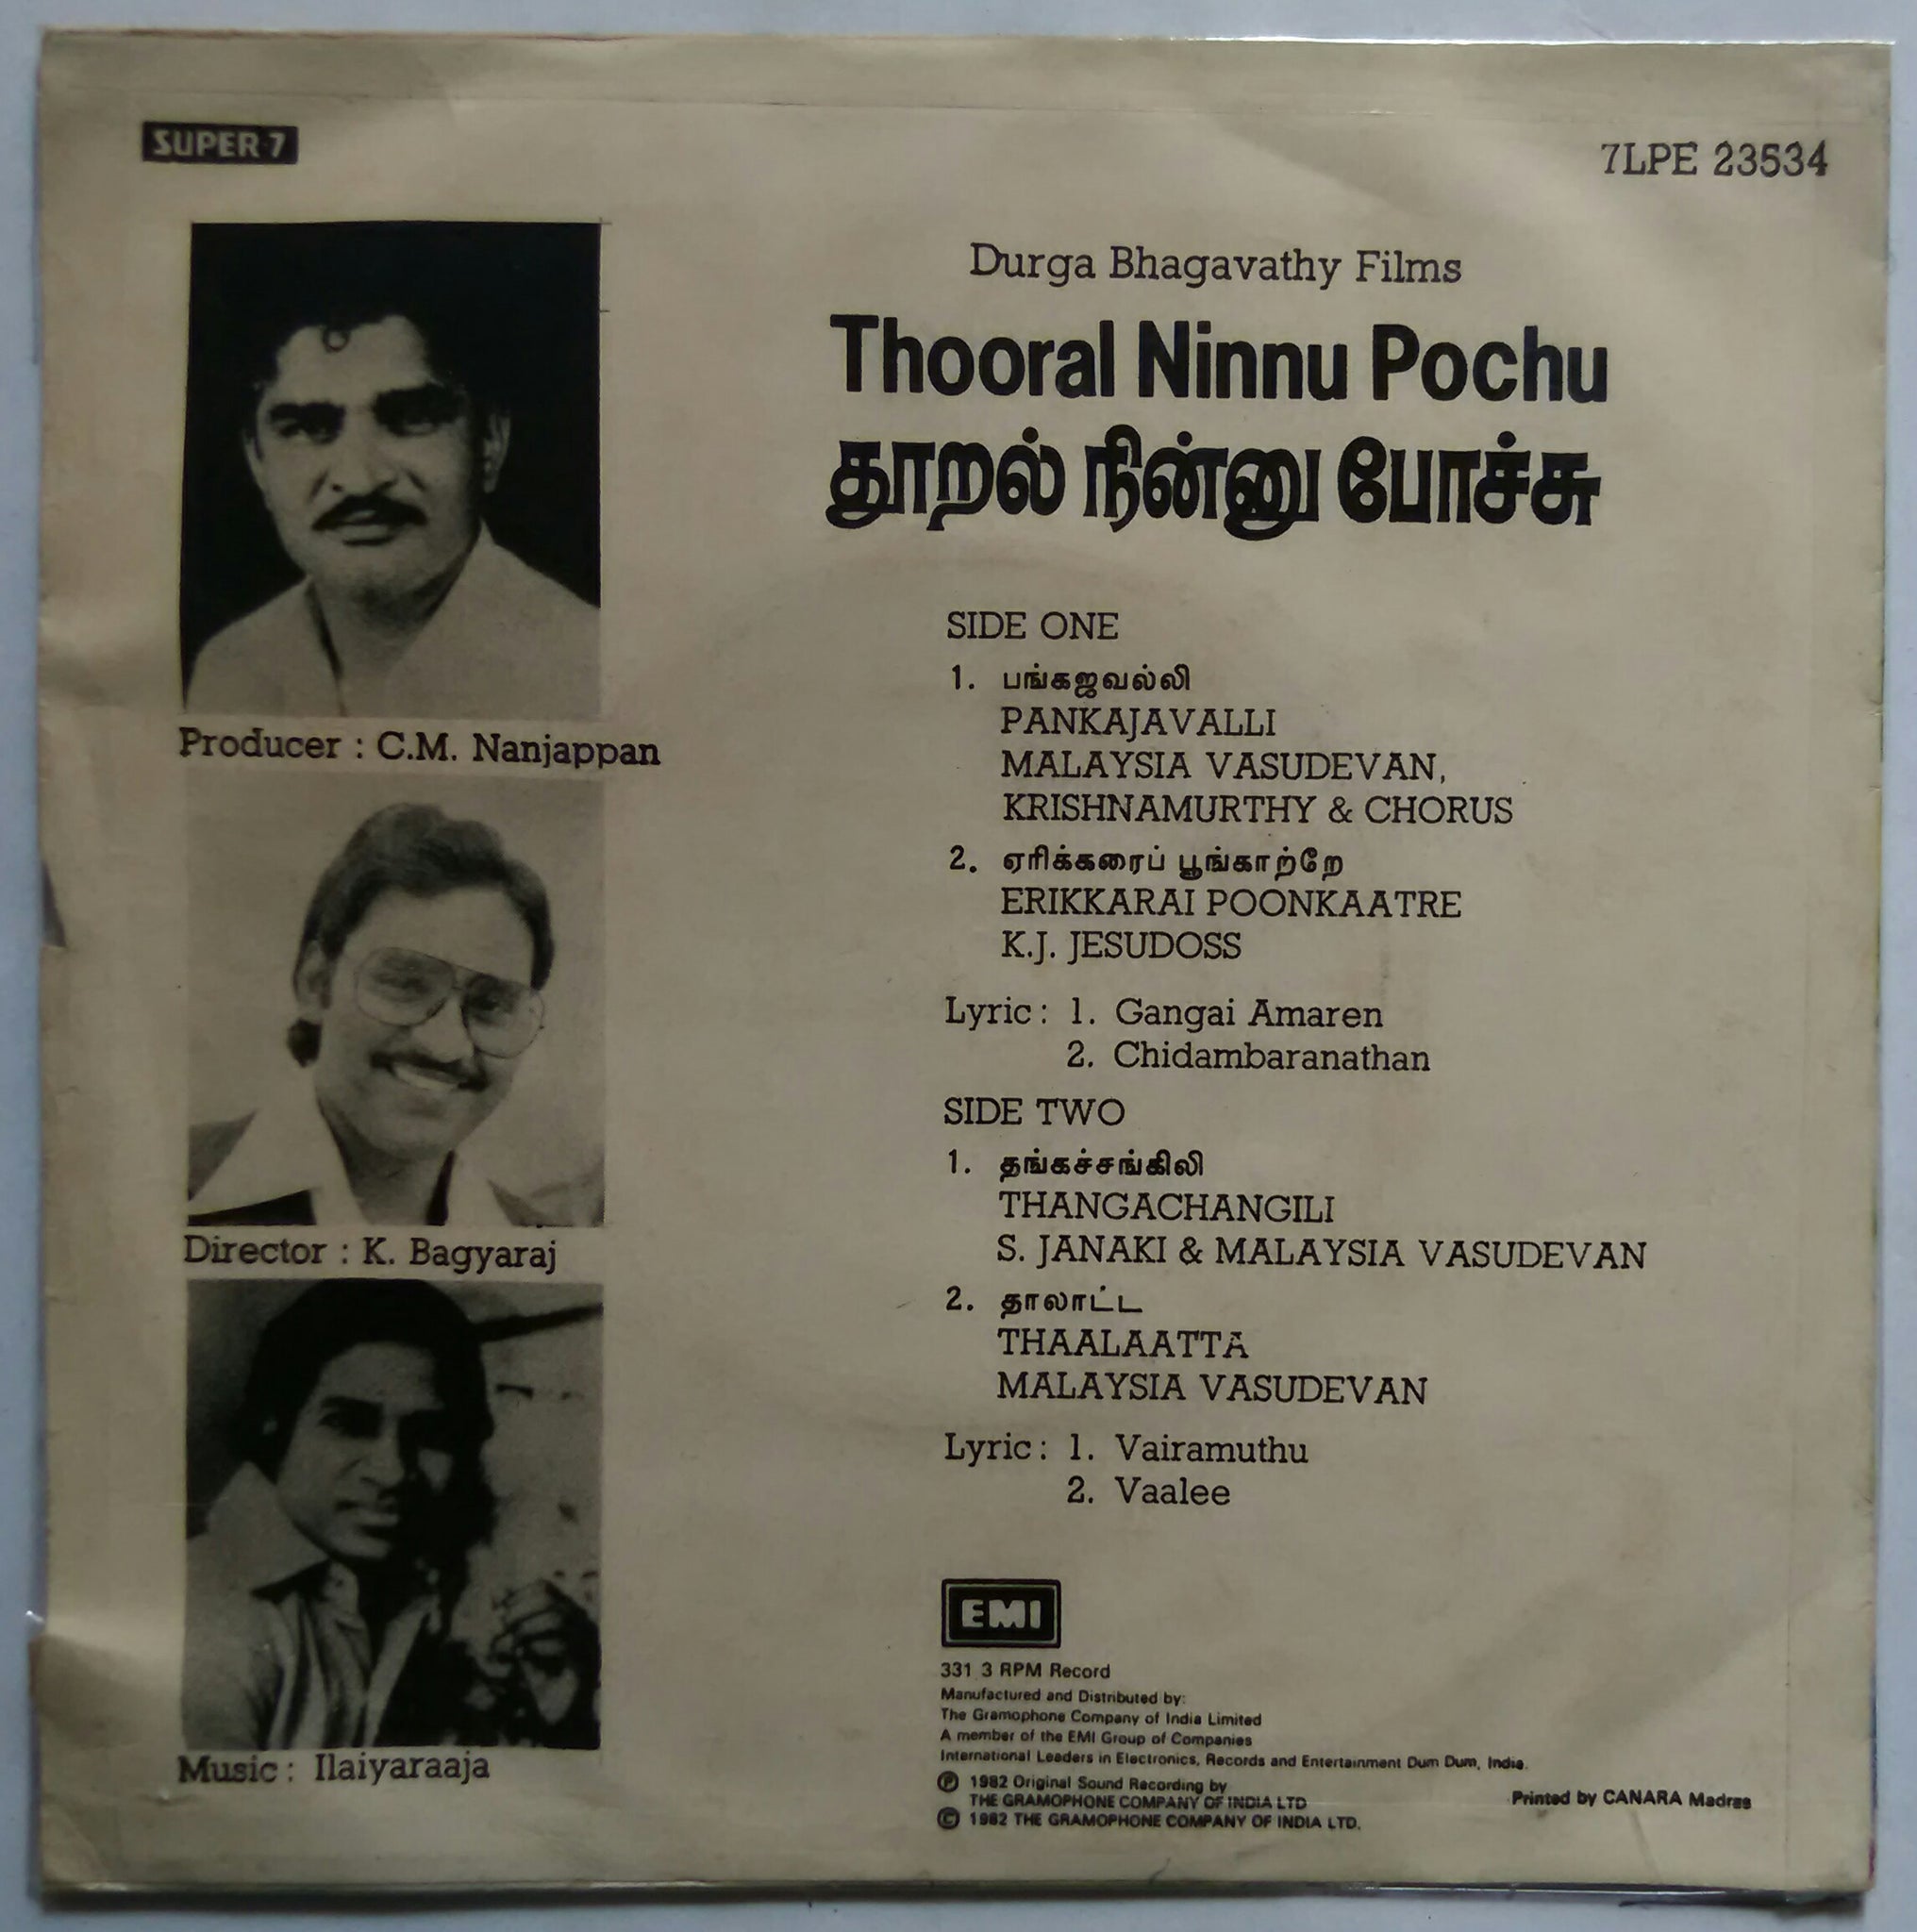 SUPER-7
7LPE 23534
Durga Bhagavathy Films
Thooral Ninnu Pochu
தூறல் நின்னு போச்சு
Producer : C.M. Nanjappan
Director : K. Bagyaraj
Music : Ilaiyaraaja
SIDE ONE
1. பங்கஜவல்லி
PANKAJAVALLI
MALAYSIA VASUDEVAN,
KRISHNAMURTHY & CHORUS
2. ஏரிக்கரைப் பூங்காற்றே
ERIKKARAI POONKAATRE
K.J. JESUDOSS
Lyric : 1. Gangai Amaren
2. Chidambaranathan
SIDE TWO
1. தங்கச்சங்கிலி
THANGACHANGILI
S. JANAKI & MALAYSIA VASUDEVAN
2. தாலாட்ட
THAALAATTA
MALAYSIA VASUDEVAN
Lyric : 1. Vairamuthu
2. Vaalee
EMI
331 3 RPM Record
Manufactured and Distributed by:
The Gramophone Company of India Limited
A member of the EMI Group of Companies
International Leaders in Electronics, Records and Entertainment Dum Dum, India.
Ⓟ 1982 Original Sound Recording by
THE GRAMOPHONE COMPANY OF INDIA LTD
© 1982 THE GRAMOPHONE COMPANY OF INDIA LTD.
Printed by CANARA Madras